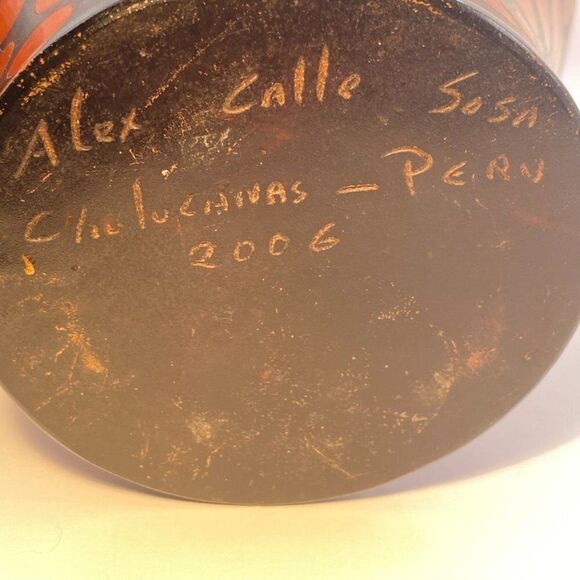 Alex Calle Sosa
Chulucanas - PERU
2006